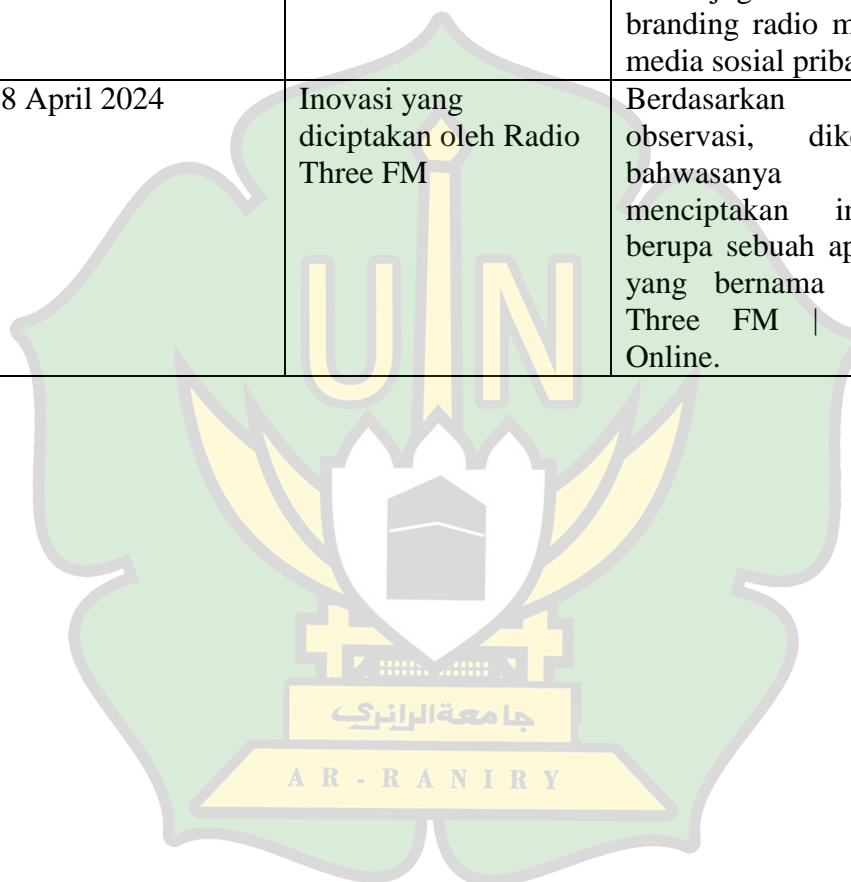 branding radio
media sosial
8 April 2024
Inovasi yang
diciptakan oleh Radio
Three FM
Berdasarkan
observasi,
bahwasanya
menciptakan
berupa sebuah
yang bernama
Three FM |
Online.
UIN
جامعة الرانري
AR-RANIRY